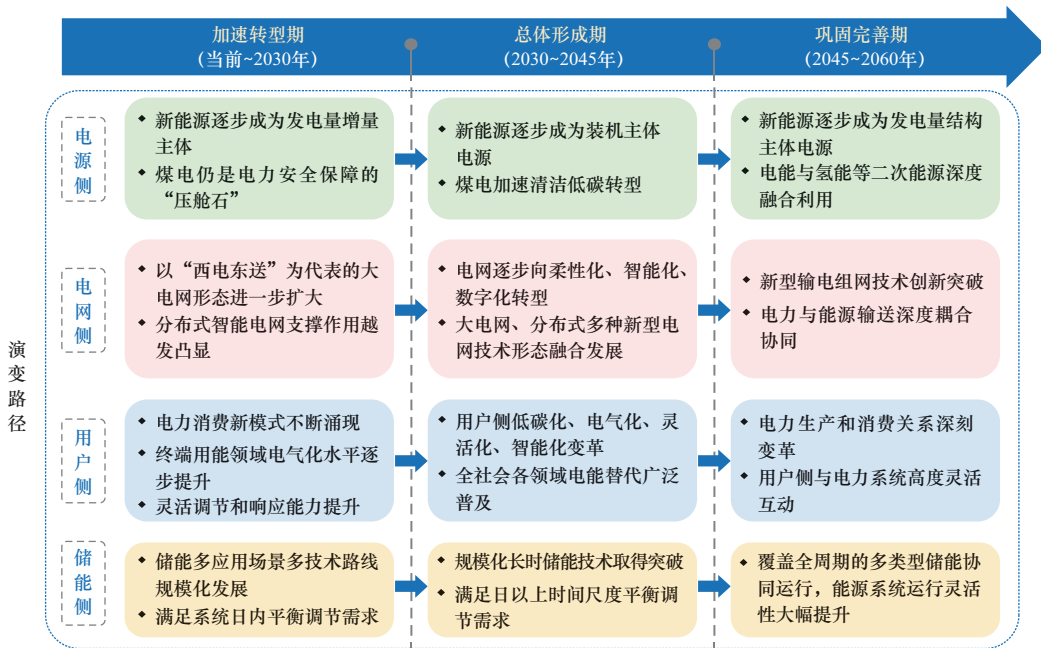 加速转型期
(当前~2030年)
总体形成期
(2030~2045年)
巩固完善期
(2045~2060年)
演变路径
电源侧
新能源逐步成为发电量增量
主体
煤电仍是电力安全保障的
“压舱石”
新能源逐步成为装机主体
电源
煤电加速清洁低碳转型
新能源逐步成为发电量结构
主体电源
电能与氢能等二次能源深度
融合利用
电网侧
以“西电东送”为代表的大
电网形态进一步扩大
分布式智能电网支撑作用越
发凸显
电网逐步向柔性化、智能化、
数字化转型
大电网、分布式多种新型电
网技术形态融合发展
新型输电组网技术创新突破
电力与能源输送深度耦合
协同
用户侧
电力消费新模式不断涌现
终端用能领域电气化水平逐
步提升
灵活调节和响应能力提升
用户侧低碳化、电气化、灵
活化、智能化变革
全社会各领域电能替代广泛
普及
电力生产和消费关系深刻
变革
用户侧与电力系统高度灵活
互动
储能侧
储能多应用场景多技术路线
规模化发展
满足系统日内平衡调节需求
规模化长时储能技术取得突破
满足日以上时间尺度平衡调
节需求
覆盖全周期的多类型储能协
同运行，能源系统运行灵活
性大幅提升